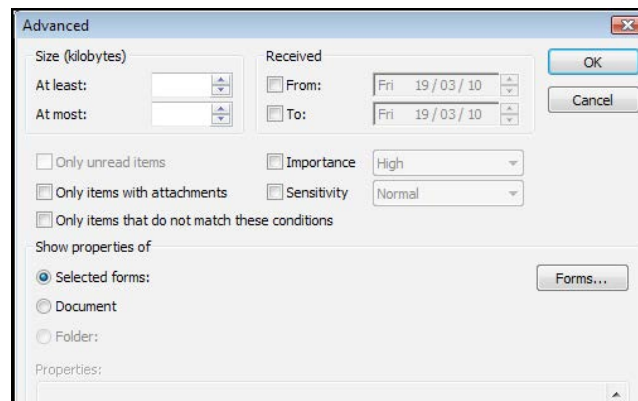 Advanced
Size (kilobytes)
At least:
At most:
Received
From: Fri 19 / 03 / 10
To: Fri 19 / 03 / 10
OK
Cancel
Only unread items
Importance High
Only items with attachments
Sensitivity Normal
Only items that do not match these conditions
Show properties of
Selected forms:
Forms...
Document
Folder:
Properties: